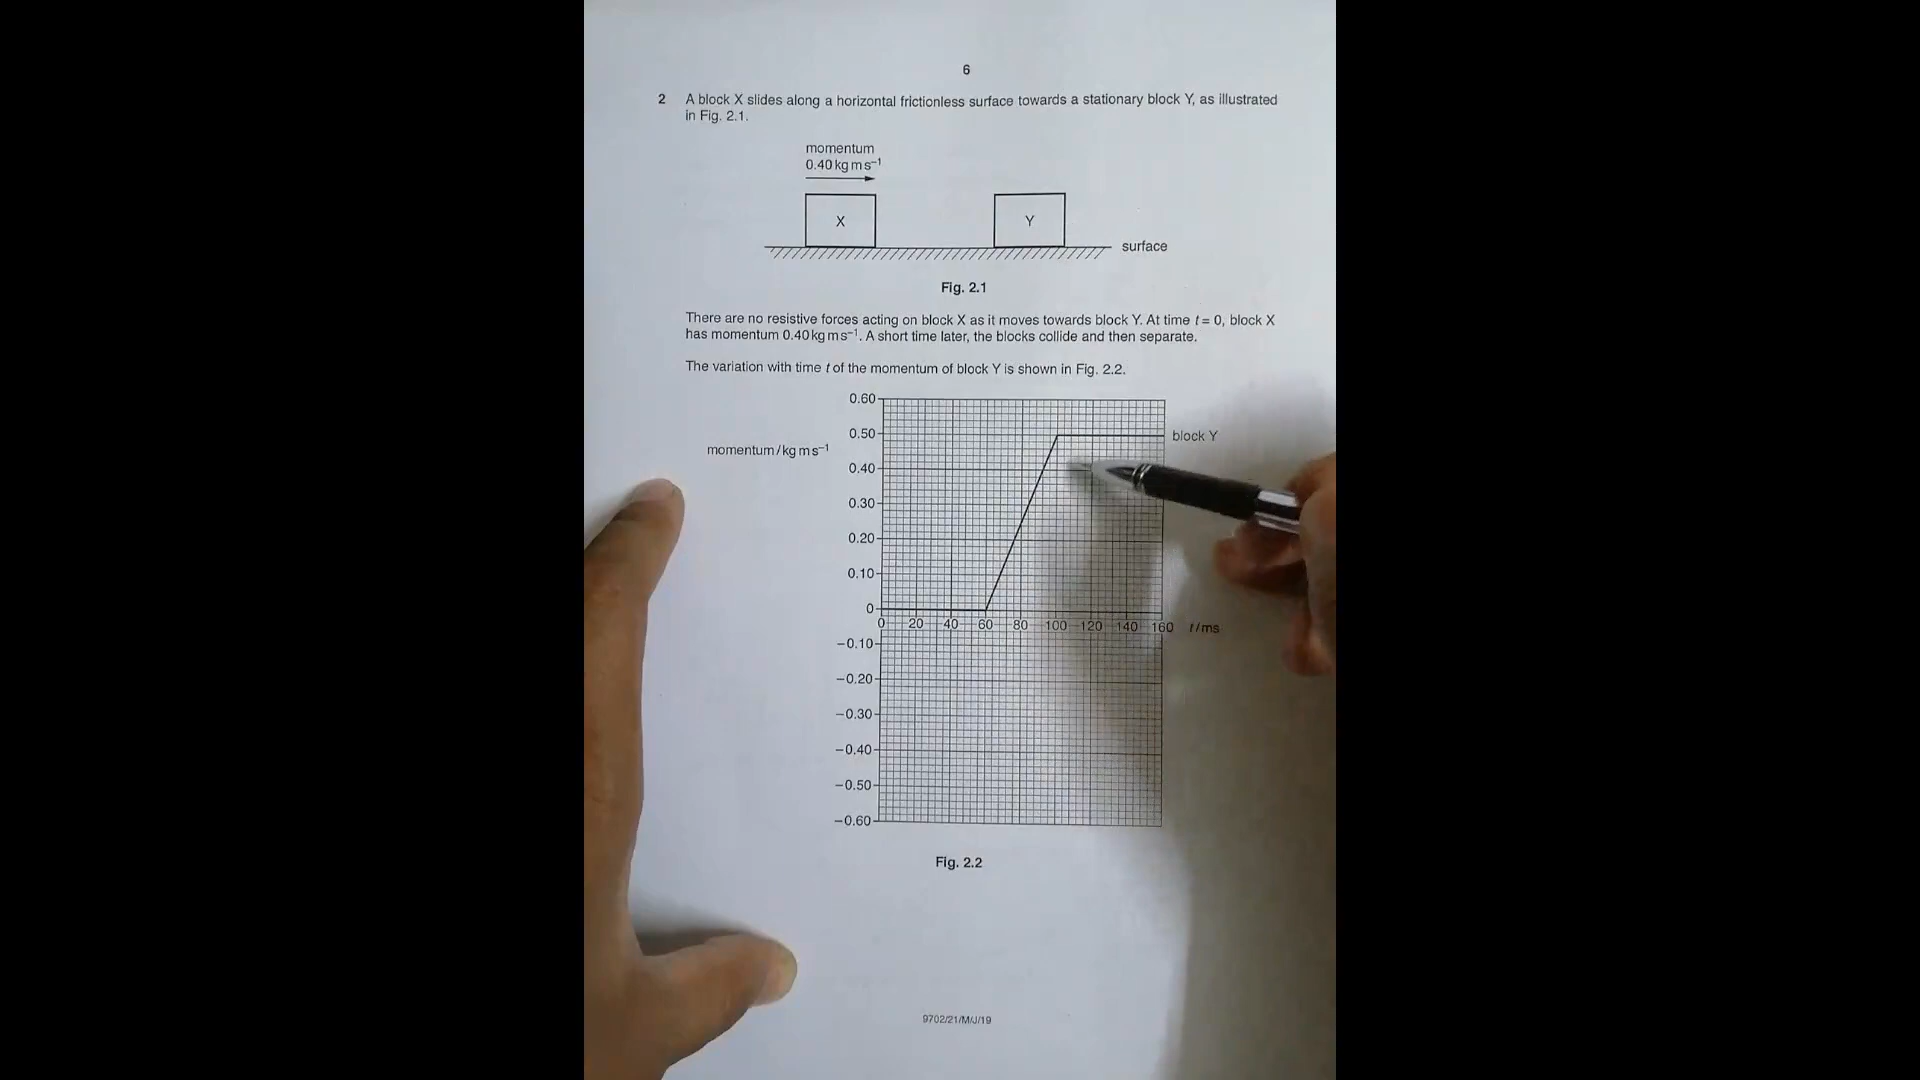 6
2 A block X slides along a horizontal frictionless surface towards a stationary block Y, as illustrated
in Fig. 2.1.
momentum
0.40 kg m s⁻¹
X
Y
surface
Fig. 2.1
There are no resistive forces acting on block X as it moves towards block Y. At time t = 0, block X
has momentum 0.40 kg m s⁻¹. A short time later, the blocks collide and then separate.
The variation with time t of the momentum of block Y is shown in Fig. 2.2.
0.60
0.50
block Y
momentum / kg m s⁻¹
0.40
0.30
0.20
0.10
0
0 20 40 60 80 100 120 140 160 t / ms
−0.10
−0.20
−0.30
−0.40
−0.50
−0.60
Fig. 2.2
9702/21/M/J/19